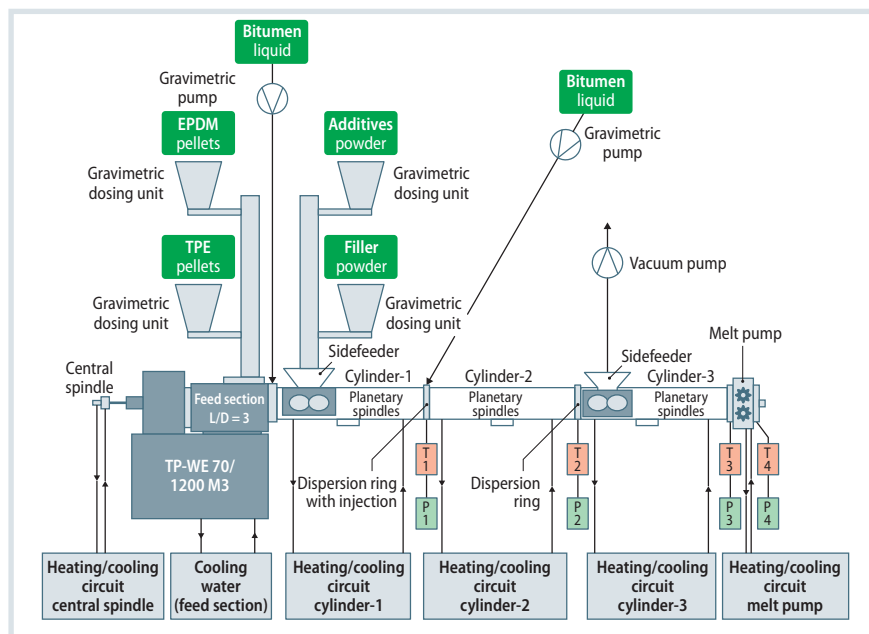 Bitumen
liquid
Gravimetric
pump
EPDM
pellets
Additives
powder
Bitumen
liquid
Gravimetric
pump
Gravimetric
dosing unit
Gravimetric
dosing unit
TPE
pellets
Filler
powder
Vacuum pump
Gravimetric
dosing unit
Gravimetric
dosing unit
Melt pump
Sidefeeder
Sidefeeder
Central
spindle
Cylinder-1
Cylinder-2
Cylinder-3
Feed section
L/D = 3
Planetary
spindles
Planetary
spindles
Planetary
spindles
TP-WE 70/
1200 M3
Dispersion ring
with injection
Dispersion
ring
T
1
T
2
T
3
T
4
P
1
P
2
P
3
P
4
Heating/cooling
circuit
central spindle
Cooling
water
(feed section)
Heating/cooling
circuit
cylinder-1
Heating/cooling
circuit
cylinder-2
Heating/cooling
circuit
cylinder-3
Heating/cooling
circuit
melt pump